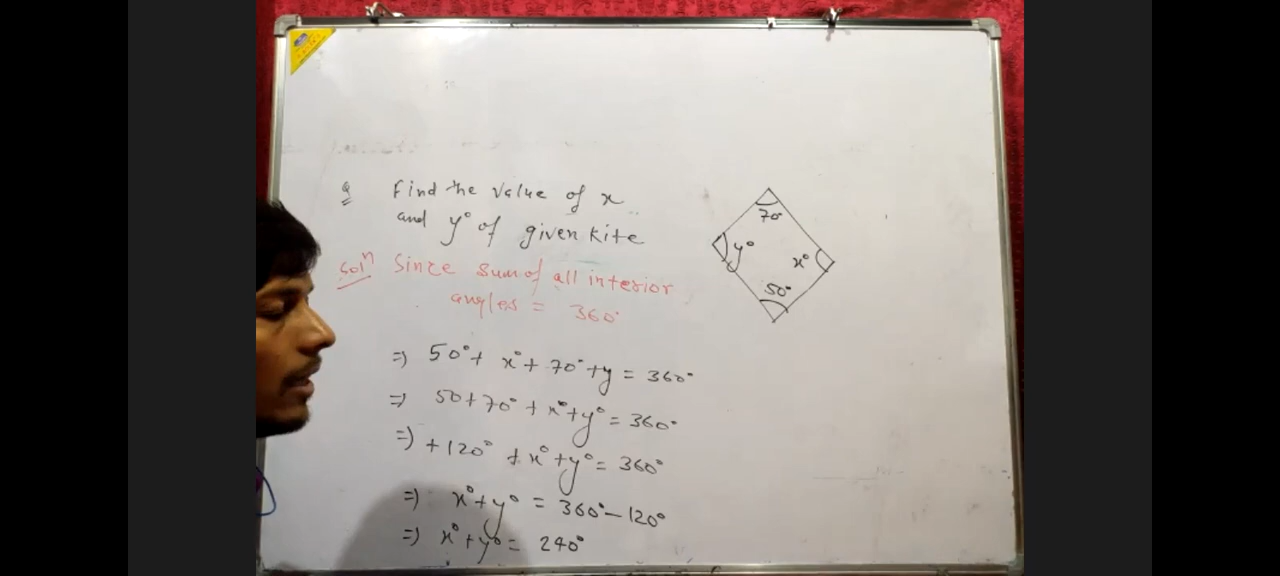 Q Find the value of x
and y° of given kite
Solⁿ Since sum of all interior
angles = 360°
=) 50°+ x°+ 70°+y = 360°
=) 50+70° + x°+y° = 360°
=) +120° + x°+y° = 360°
=) x°+y° = 360°-120°
=) x°+y° = 240°
70°
y°
x°
50°